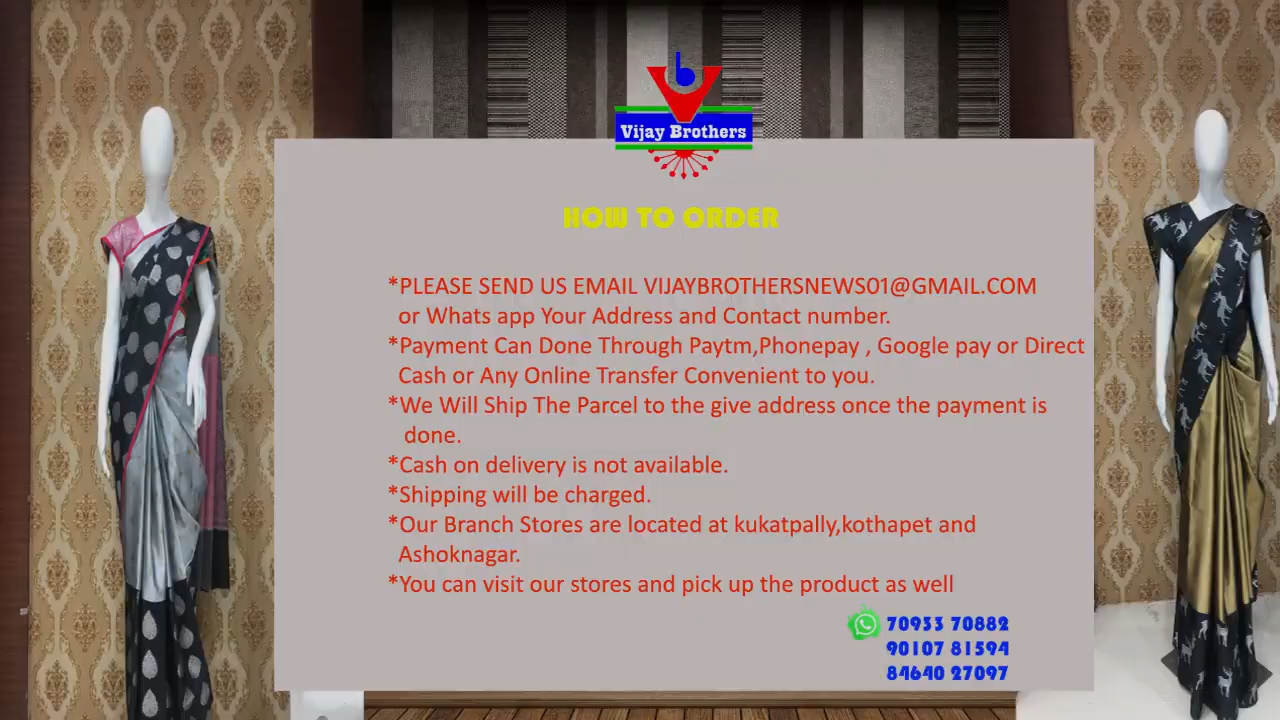 b
Vijay Brothers
HOW TO ORDER
*PLEASE SEND US EMAIL VIJAYBROTHERSNEWS01@GMAIL.COM
or Whats app Your Address and Contact number.
*Payment Can Done Through Paytm,Phonepay , Google pay or Direct
Cash or Any Online Transfer Convenient to you.
*We Will Ship The Parcel to the give address once the payment is
done.
*Cash on delivery is not available.
*Shipping will be charged.
*Our Branch Stores are located at kukatpally,kothapet and
Ashoknagar.
*You can visit our stores and pick up the product as well
70933 70882
90107 81594
84640 27097